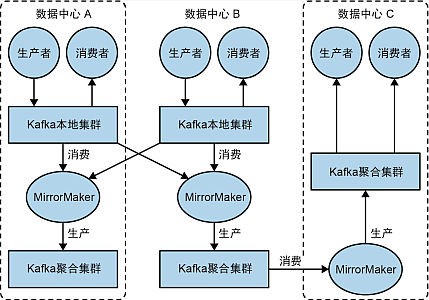 数据中心 A
数据中心 B
数据中心 C
生产者
消费者
生产者
消费者
生产者
消费者
Kafka本地集群
Kafka本地集群
消费
消费
Kafka聚合集群
MirrorMaker
MirrorMaker
生产
生产
生产
Kafka聚合集群
Kafka聚合集群
消费
MirrorMaker